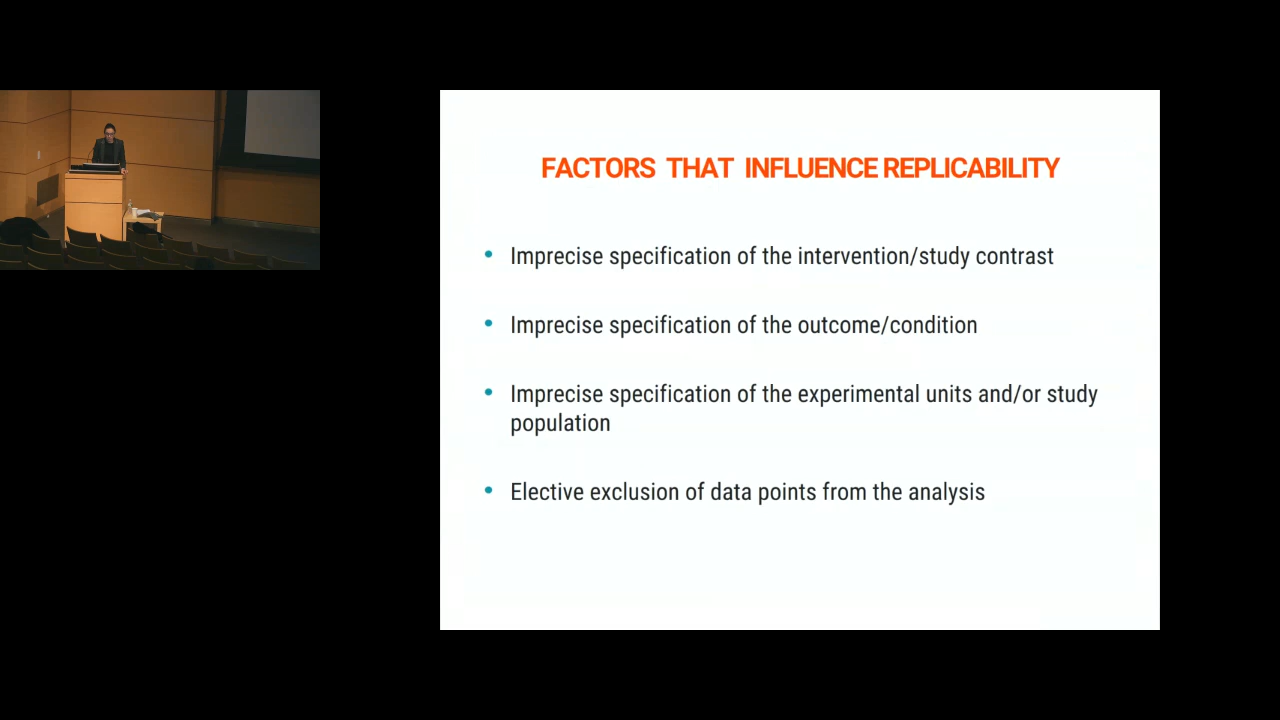 FACTORS THAT INFLUENCE REPLICABILITY
• Imprecise specification of the intervention/study contrast
• Imprecise specification of the outcome/condition
• Imprecise specification of the experimental units and/or study
population
• Elective exclusion of data points from the analysis